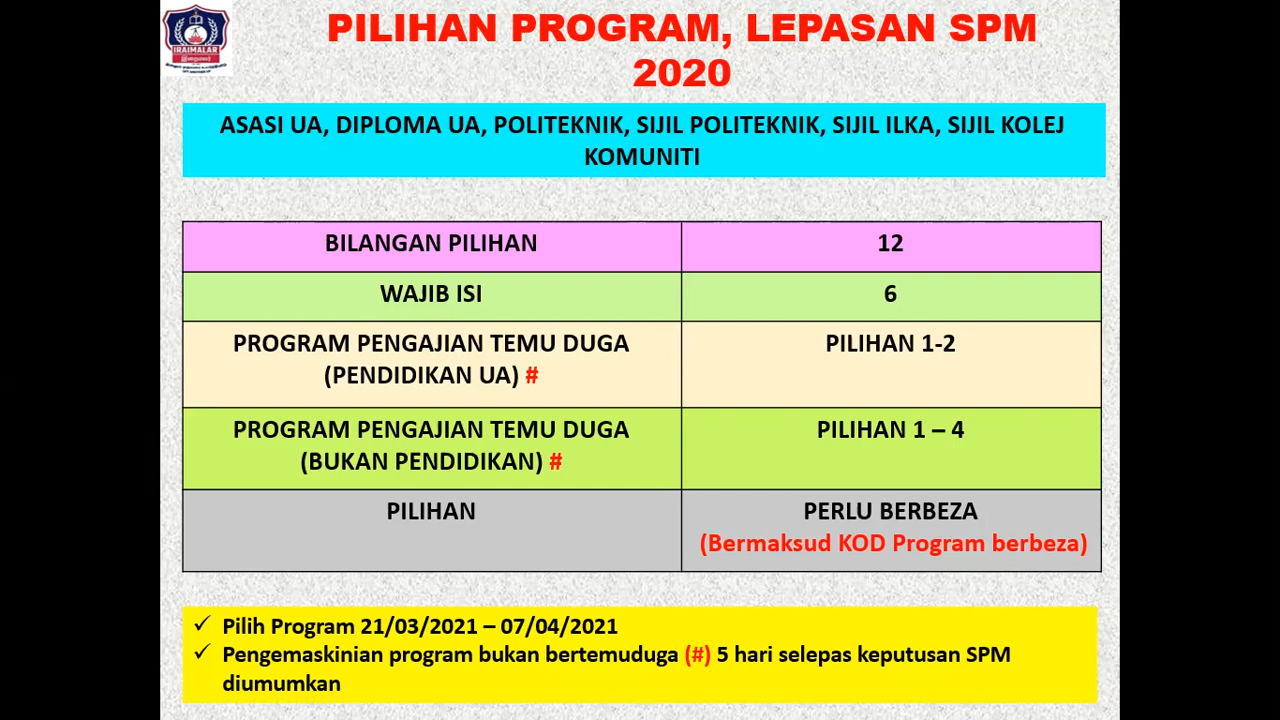 IRAIMALAR
PILIHAN PROGRAM, LEPASAN SPM
2020
ASASI UA, DIPLOMA UA, POLITEKNIK, SIJIL POLITEKNIK, SIJIL ILKA, SIJIL KOLEJ
KOMUNITI
BILANGAN PILIHAN
12
WAJIB ISI
6
PROGRAM PENGAJIAN TEMU DUGA
(PENDIDIKAN UA) #
PILIHAN 1-2
PROGRAM PENGAJIAN TEMU DUGA
(BUKAN PENDIDIKAN) #
PILIHAN 1 – 4
PILIHAN
PERLU BERBEZA
(Bermaksud KOD Program berbeza)
✓ Pilih Program 21/03/2021 – 07/04/2021
✓ Pengemaskinian program bukan bertemuduga (#) 5 hari selepas keputusan SPM
diumumkan